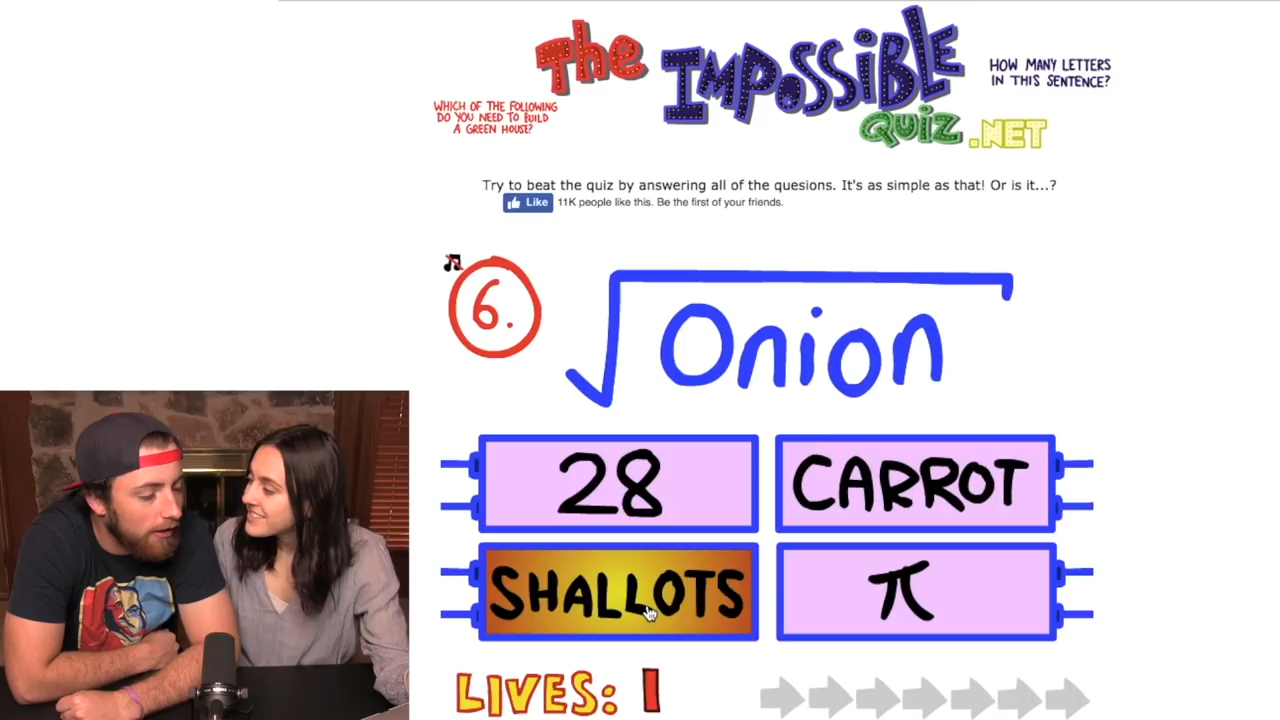 The Impossible
Quiz .NET
WHICH OF THE FOLLOWING
DO YOU NEED TO BUILD
A GREEN HOUSE?
HOW MANY LETTERS
IN THIS SENTENCE?
Try to beat the quiz by answering all of the quesions. It's as simple as that! Or is it...?
Like 11K people like this. Be the first of your friends.
6. √Onion
28
CARROT
SHALLOTS
π
LIVES: 1